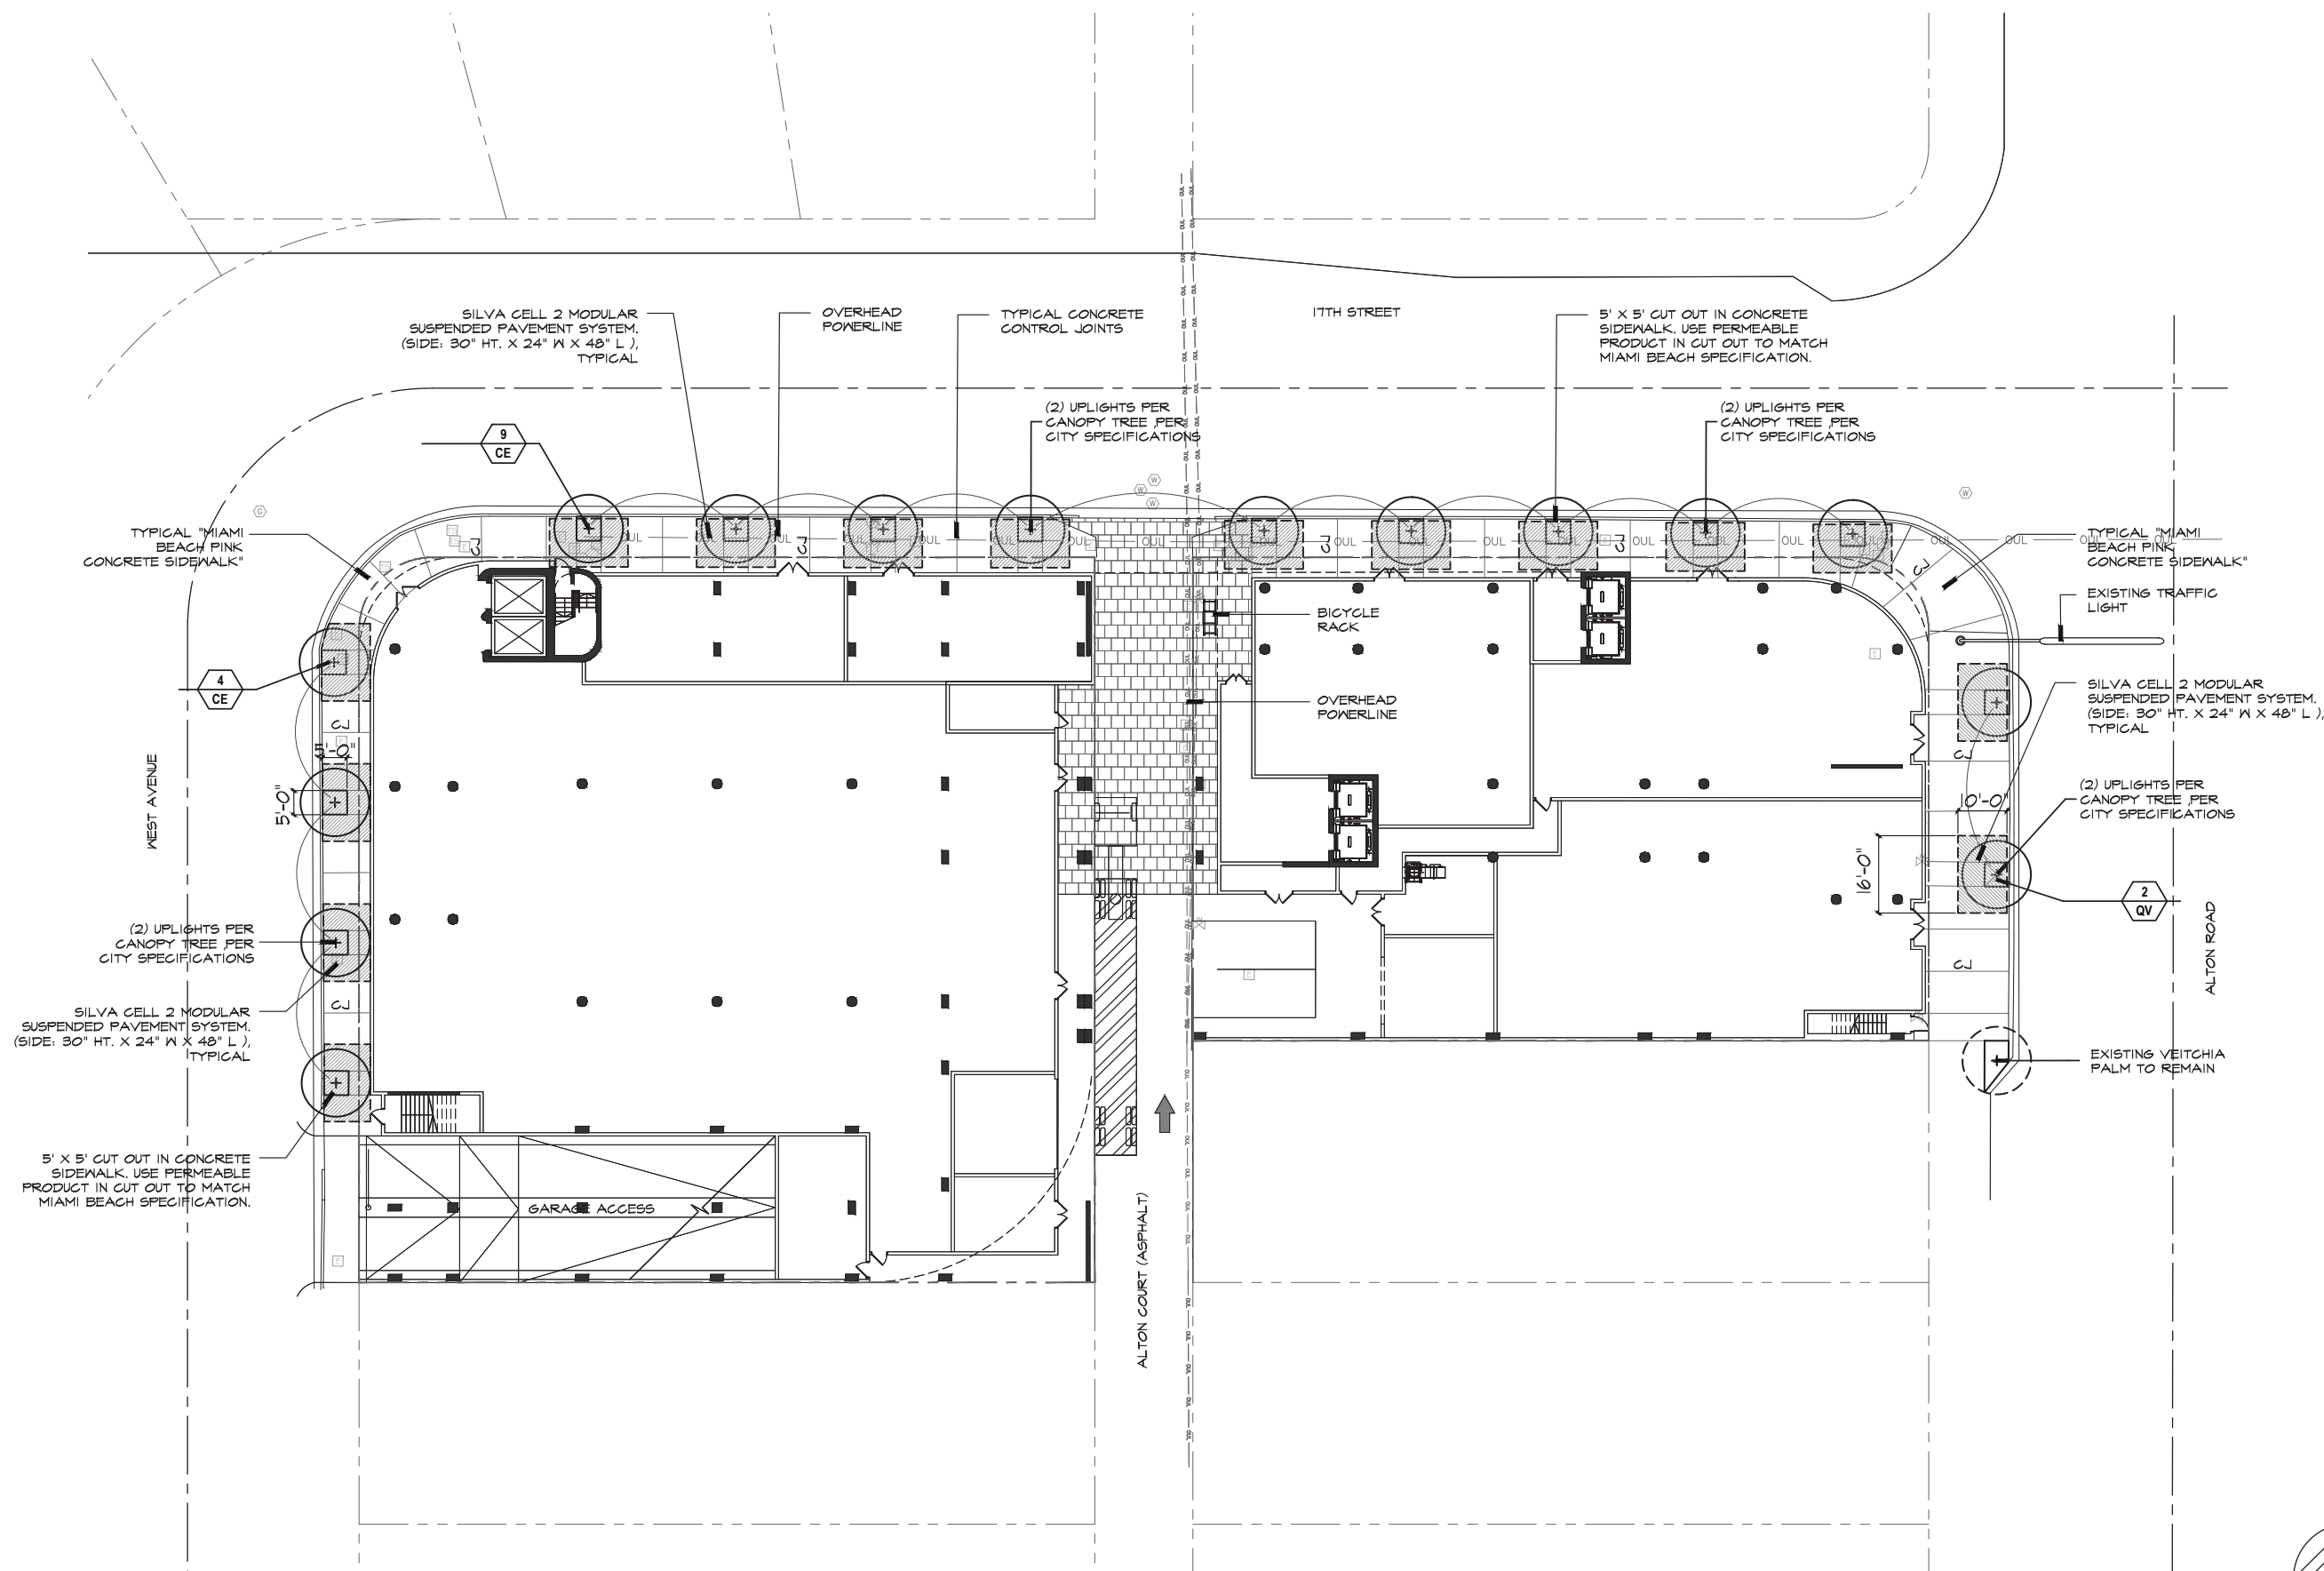 SILVA CELL 2 MODULAR
SUSPENDED PAVEMENT SYSTEM.
(SIDE: 30" HT. X 24" W X 48" L ),
TYPICAL
OVERHEAD
POWERLINE
TYPICAL CONCRETE
CONTROL JOINTS
17TH STREET
5' X 5' CUT OUT IN CONCRETE
SIDEWALK. USE PERMEABLE
PRODUCT IN CUT OUT TO MATCH
MIAMI BEACH SPECIFICATION.
(2) UPLIGHTS PER
CANOPY TREE ,PER
CITY SPECIFICATIONS
(2) UPLIGHTS PER
CANOPY TREE ,PER
CITY SPECIFICATIONS
9
CE
TYPICAL "MIAMI
BEACH PINK
CONCRETE SIDEWALK"
TYPICAL "MIAMI
BEACH PINK
CONCRETE SIDEWALK"
EXISTING TRAFFIC
LIGHT
BICYCLE
RACK
4
CE
OVERHEAD
POWERLINE
SILVA CELL 2 MODULAR
SUSPENDED PAVEMENT SYSTEM.
(SIDE: 30" HT. X 24" W X 48" L ),
TYPICAL
5'-0"
5'-0"
WEST AVENUE
(2) UPLIGHTS PER
CANOPY TREE ,PER
CITY SPECIFICATIONS
10'-0"
16'-0"
2
QV
ALTON ROAD
(2) UPLIGHTS PER
CANOPY TREE ,PER
CITY SPECIFICATIONS
SILVA CELL 2 MODULAR
SUSPENDED PAVEMENT SYSTEM.
(SIDE: 30" HT. X 24" W X 48" L ),
TYPICAL
EXISTING VEITCHIA
PALM TO REMAIN
5' X 5' CUT OUT IN CONCRETE
SIDEWALK. USE PERMEABLE
PRODUCT IN CUT OUT TO MATCH
MIAMI BEACH SPECIFICATION.
GARAGE ACCESS
ALTON COURT (ASPHALT)